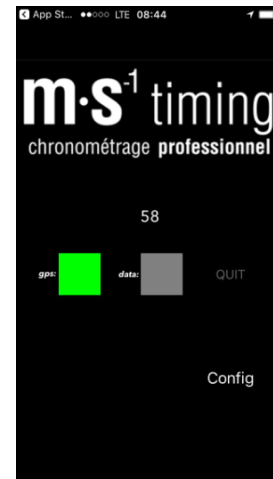 App St... LTE 08:44
m·s-1 timing
chronométrage professionnel
58
gps: data: QUIT
Config